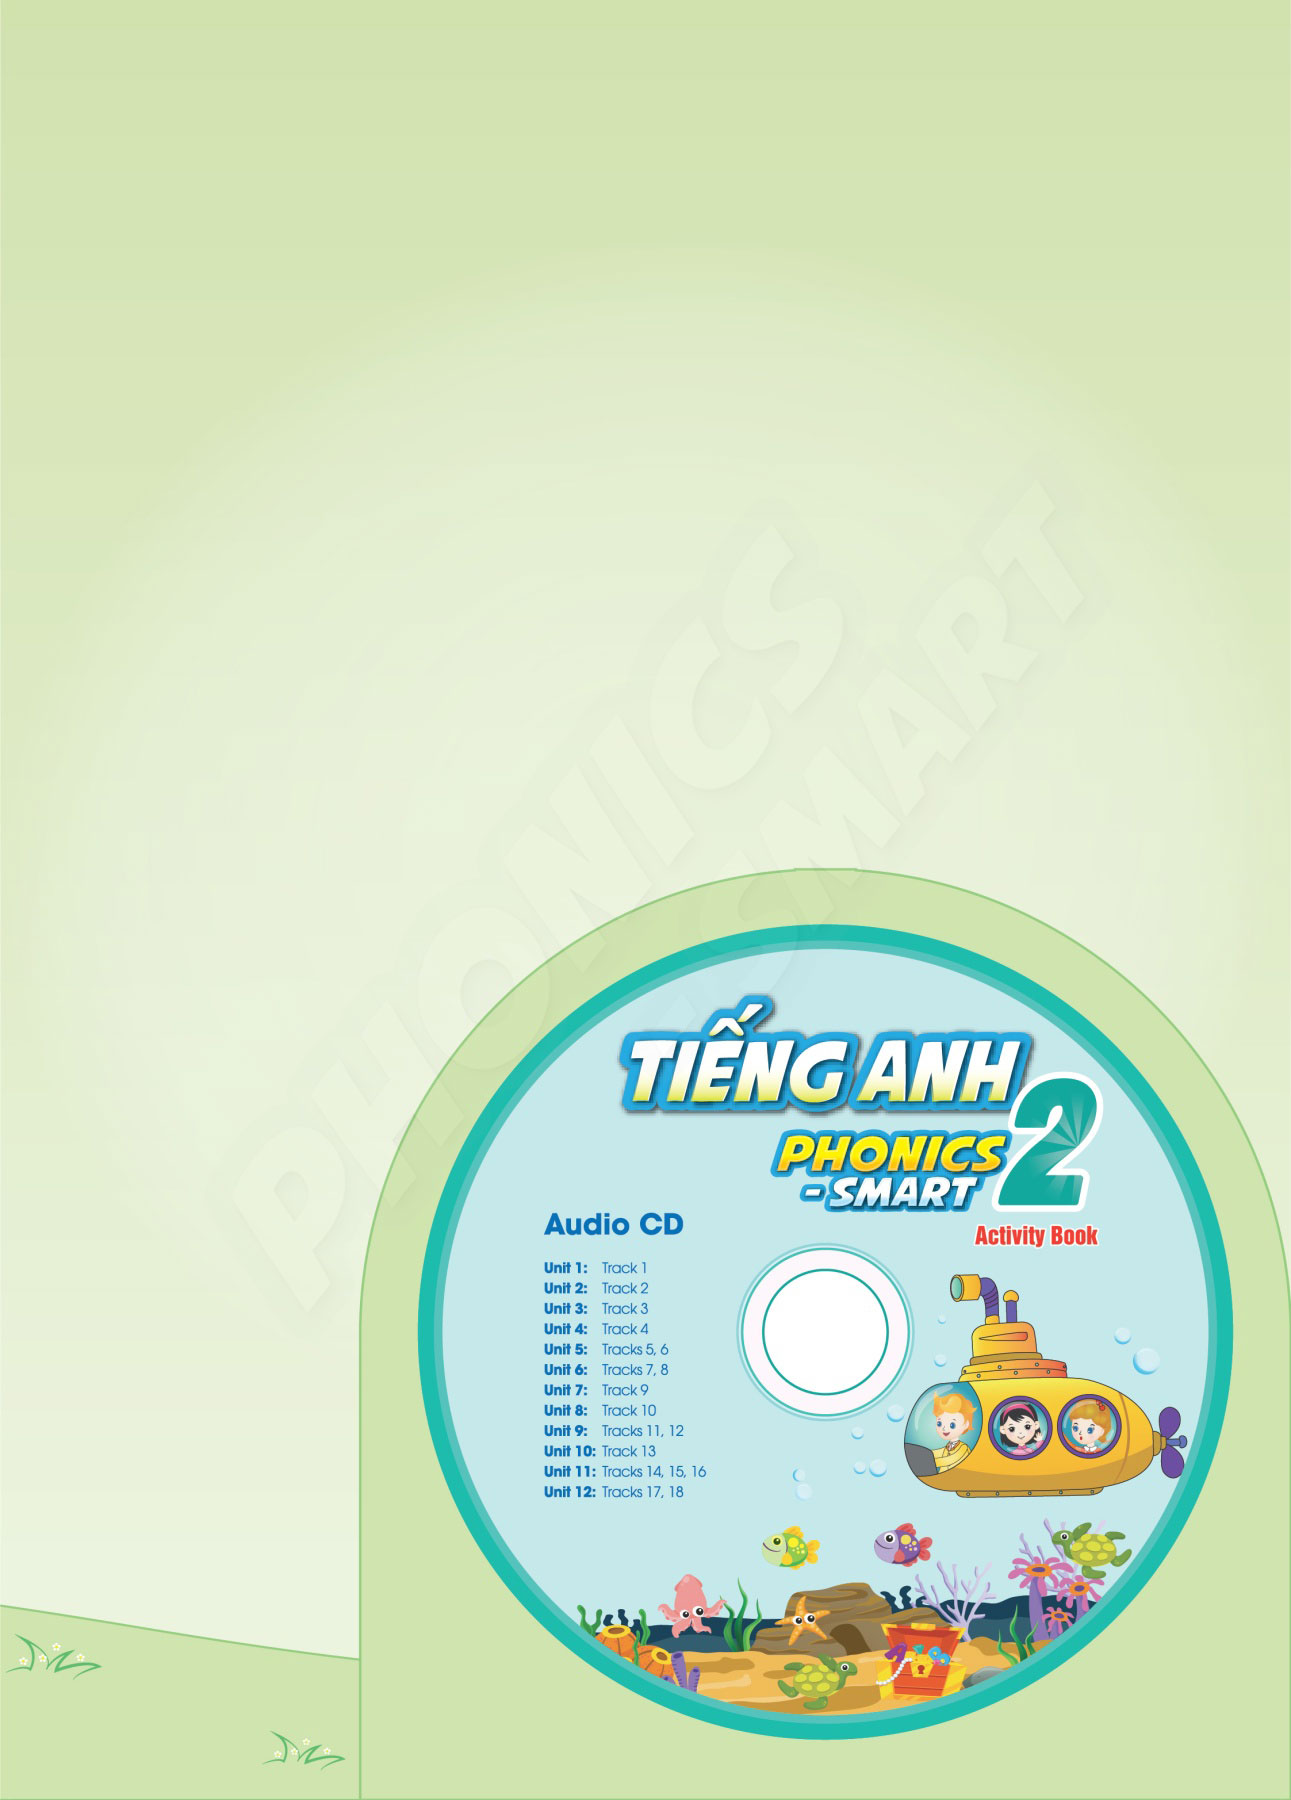 PHONICS
-SMART
TIẾNG ANH
PHONICS
- SMART
2
Activity Book
Audio CD
Unit 1: Track 1
Unit 2: Track 2
Unit 3: Track 3
Unit 4: Track 4
Unit 5: Tracks 5, 6
Unit 6: Tracks 7, 8
Unit 7: Track 9
Unit 8: Track 10
Unit 9: Tracks 11, 12
Unit 10: Track 13
Unit 11: Tracks 14, 15, 16
Unit 12: Tracks 17, 18